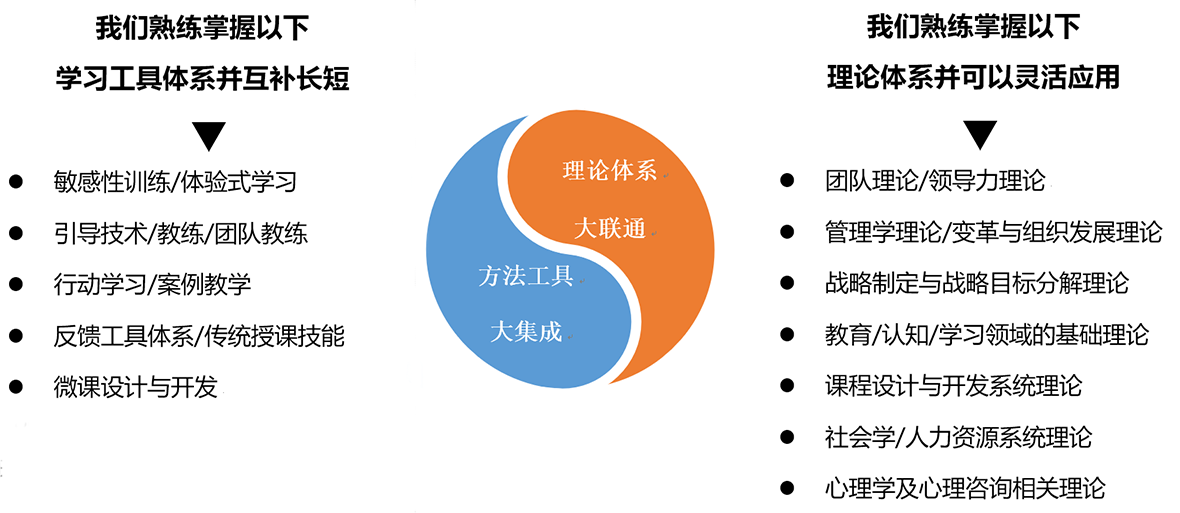 我们熟练掌握以下
学习工具体系并互补长短
敏感性训练/体验式学习
引导技术/教练/团队教练
行动学习/案例教学
反馈工具体系/传统授课技能
微课设计与开发
理论体系
大联通
方法工具
大集成
我们熟练掌握以下
理论体系并可以灵活应用
团队理论/领导力理论
管理学理论/变革与组织发展理论
战略制定与战略目标分解理论
教育/认知/学习领域的基础理论
课程设计与开发系统理论
社会学/人力资源系统理论
心理学及心理咨询相关理论